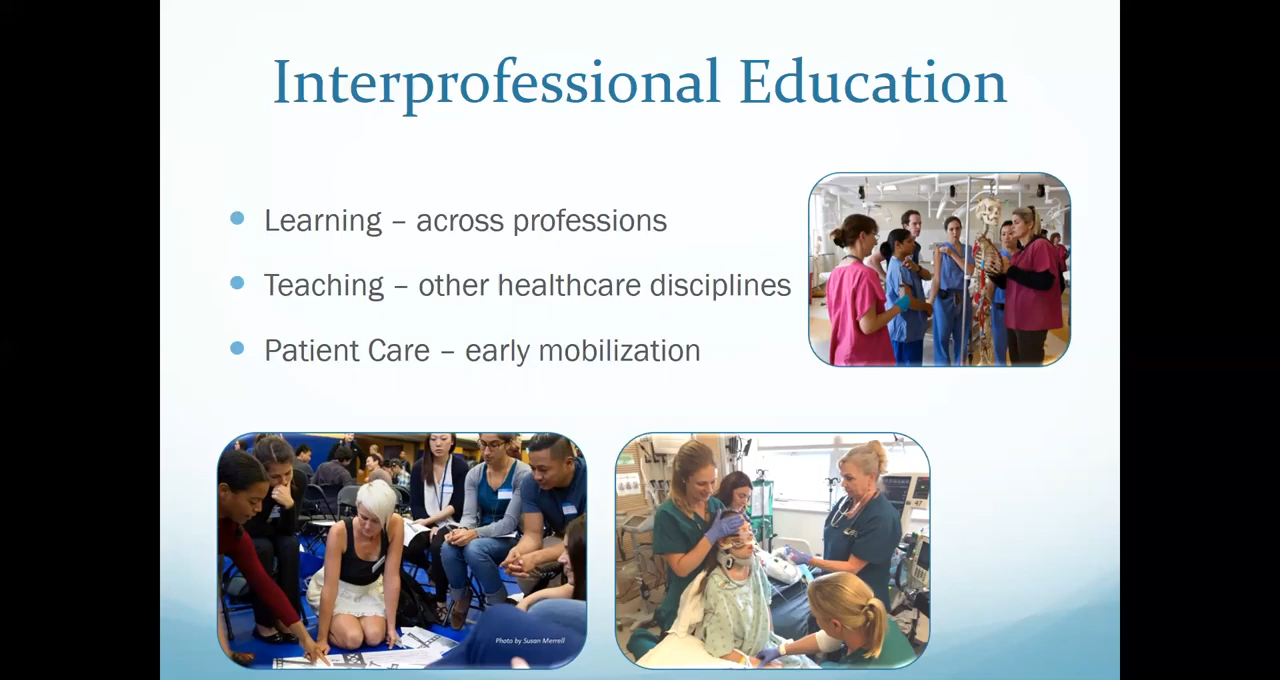 Interprofessional Education
Learning – across professions
Teaching – other healthcare disciplines
Patient Care – early mobilization
Photo by Susan Merrell